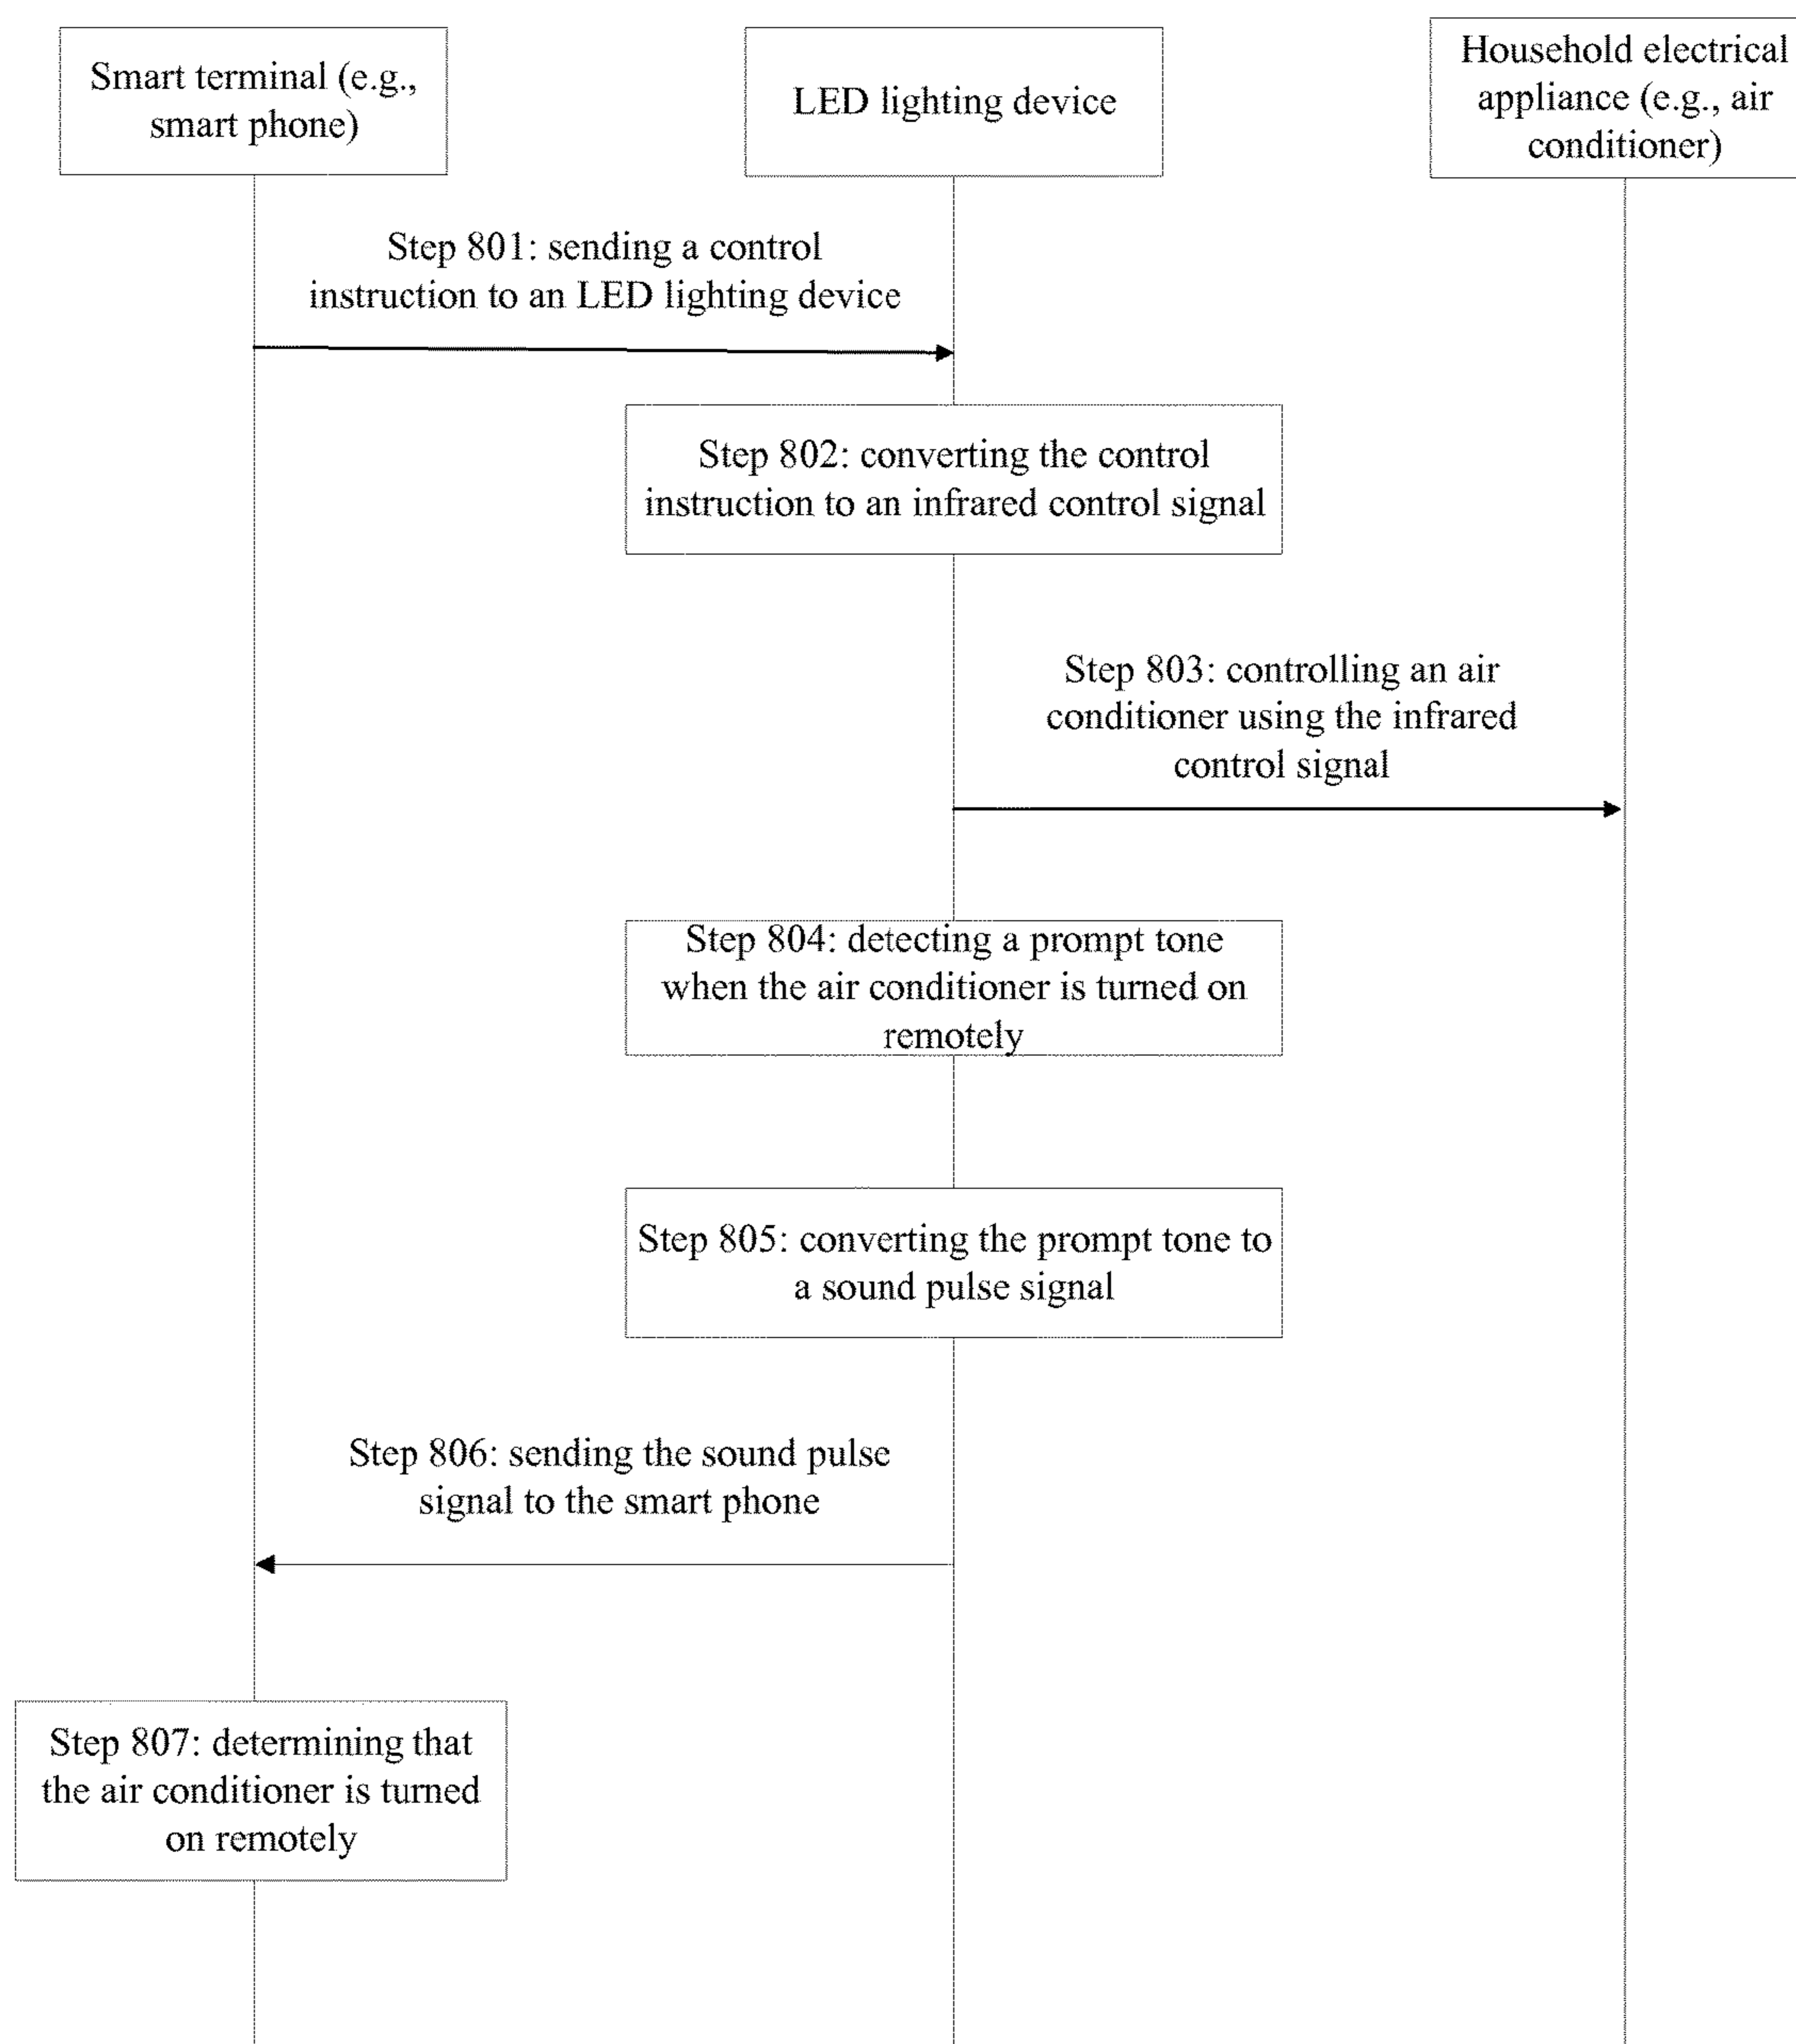 Smart terminal (e.g.,
smart phone)
LED lighting device
Household electrical
appliance (e.g., air
conditioner)
Step 801: sending a control
instruction to an LED lighting device
Step 802: converting the control
instruction to an infrared control signal
Step 803: controlling an air
conditioner using the infrared
control signal
Step 804: detecting a prompt tone
when the air conditioner is turned on
remotely
Step 805: converting the prompt tone to
a sound pulse signal
Step 806: sending the sound pulse
signal to the smart phone
Step 807: determining that
the air conditioner is turned
on remotely